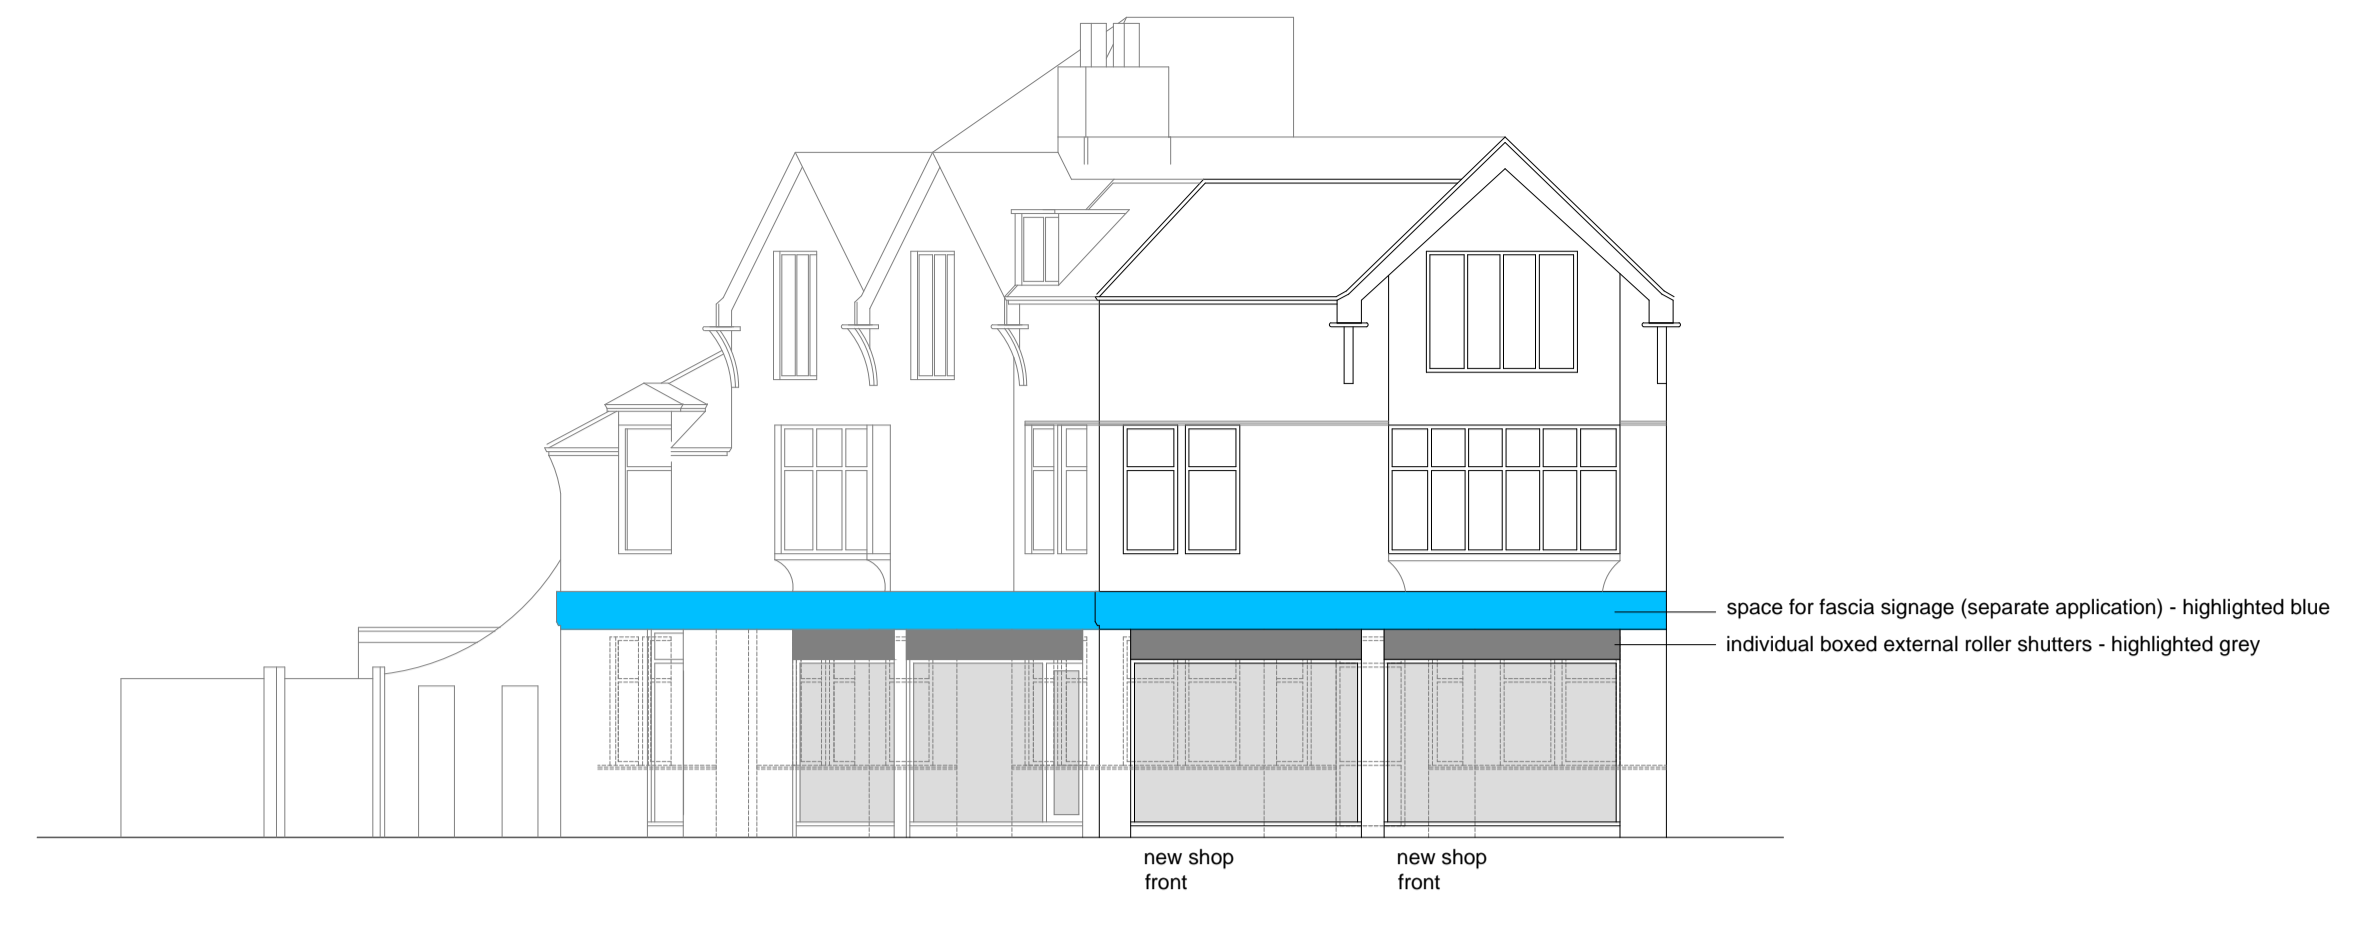 space for fascia signage (separate application) - highlighted blue
individual boxed external roller shutters - highlighted grey
new shop
front
new shop
front